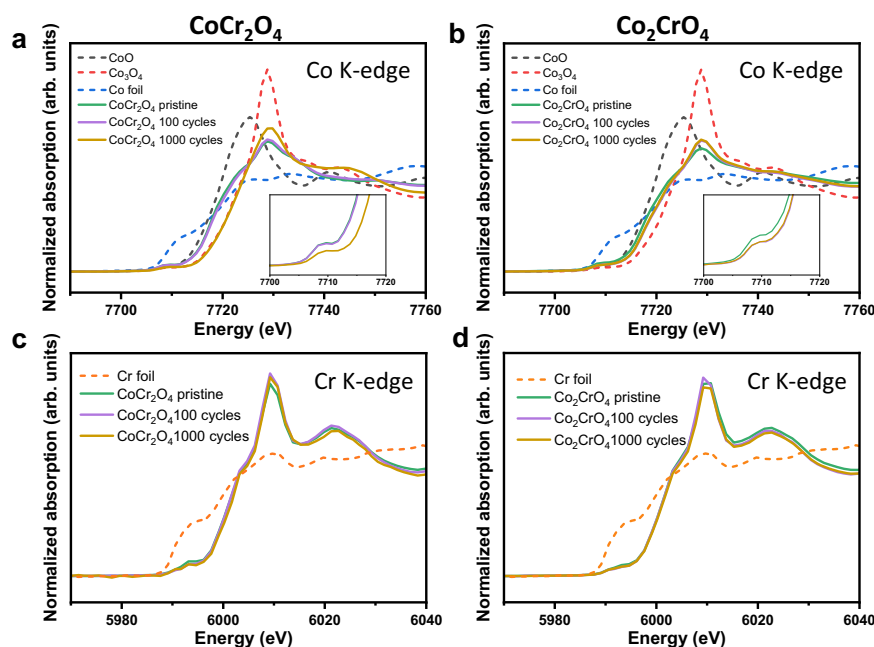 CoCr₂O₄
Co₂CrO₄
a
Normalized absorption (arb. units)
CoO
Co₃O₄
Co foil
CoCr₂O₄ pristine
CoCr₂O₄ 100 cycles
CoCr₂O₄ 1000 cycles
Co K-edge
7700 7710 7720
7700 7720 7740 7760
Energy (eV)
b
Normalized absorption (arb. units)
CoO
Co₃O₄
Co foil
Co₂CrO₄ pristine
Co₂CrO₄ 100 cycles
Co₂CrO₄ 1000 cycles
Co K-edge
7700 7710 7720
7700 7720 7740 7760
Energy (eV)
c
Normalized absorption (arb. units)
Cr foil
CoCr₂O₄ pristine
CoCr₂O₄100 cycles
CoCr₂O₄1000 cycles
Cr K-edge
5980 6000 6020 6040
Energy (eV)
d
Normalized absorption (arb. units)
Cr foil
Co₂CrO₄ pristine
Co₂CrO₄100 cycles
Co₂CrO₄1000 cycles
Cr K-edge
5980 6000 6020 6040
Energy (eV)